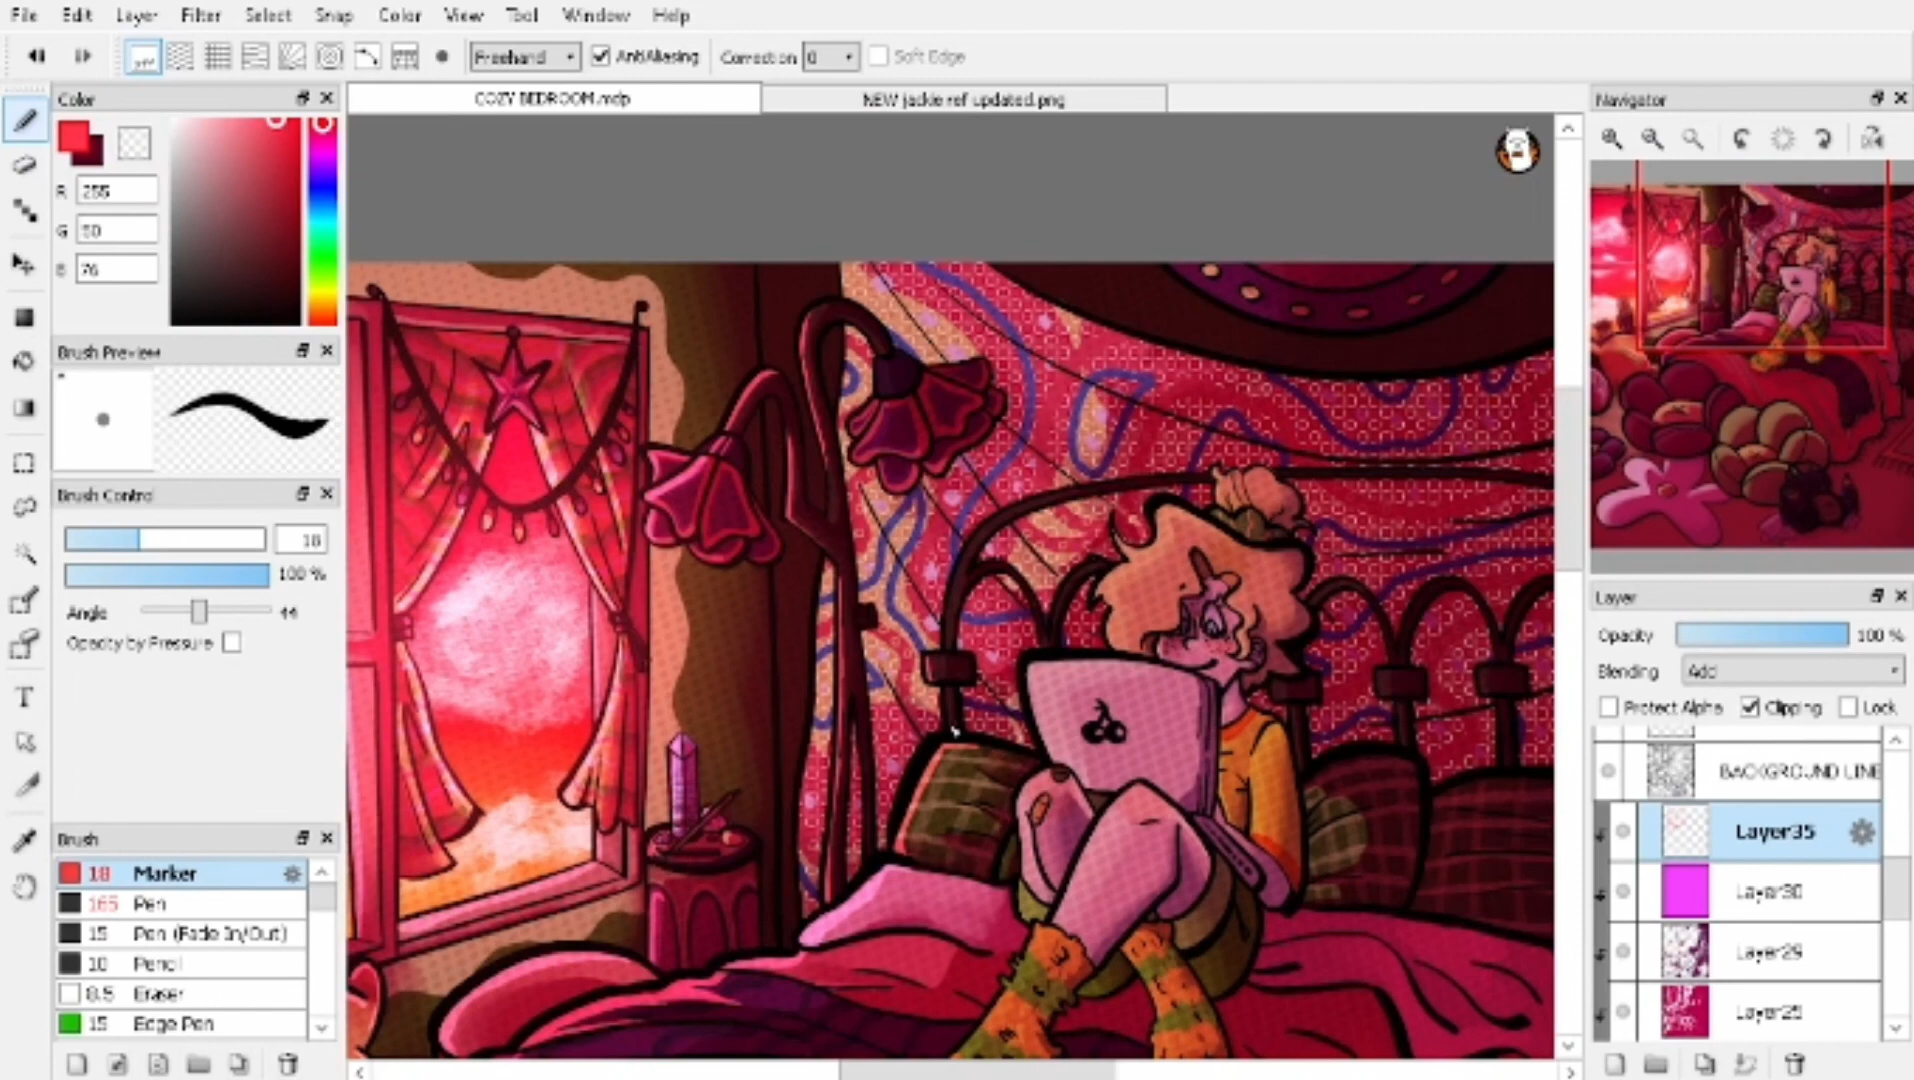 File Edit Layer Filter Select Snap Color View Tool Window Help
Freehand AntiAliasing Correction 0 Soft Edge
Color
COZY BEDROOM.mdp
NEW jackie ref updated.png
Navigator
R 255
G 50
B 76
Brush Preview
Brush Control
18
100 %
Angle 44
Opacity by Pressure
Layer
Opacity 100 %
Blending Add
Protect Alpha Clipping Lock
BACKGROUND LINE
Layer35
Layer30
Layer29
Layer25
Brush
18 Marker
165 Pen
15 Pen (Fade In/Out)
10 Pencil
8.5 Eraser
15 Edge Pen
T